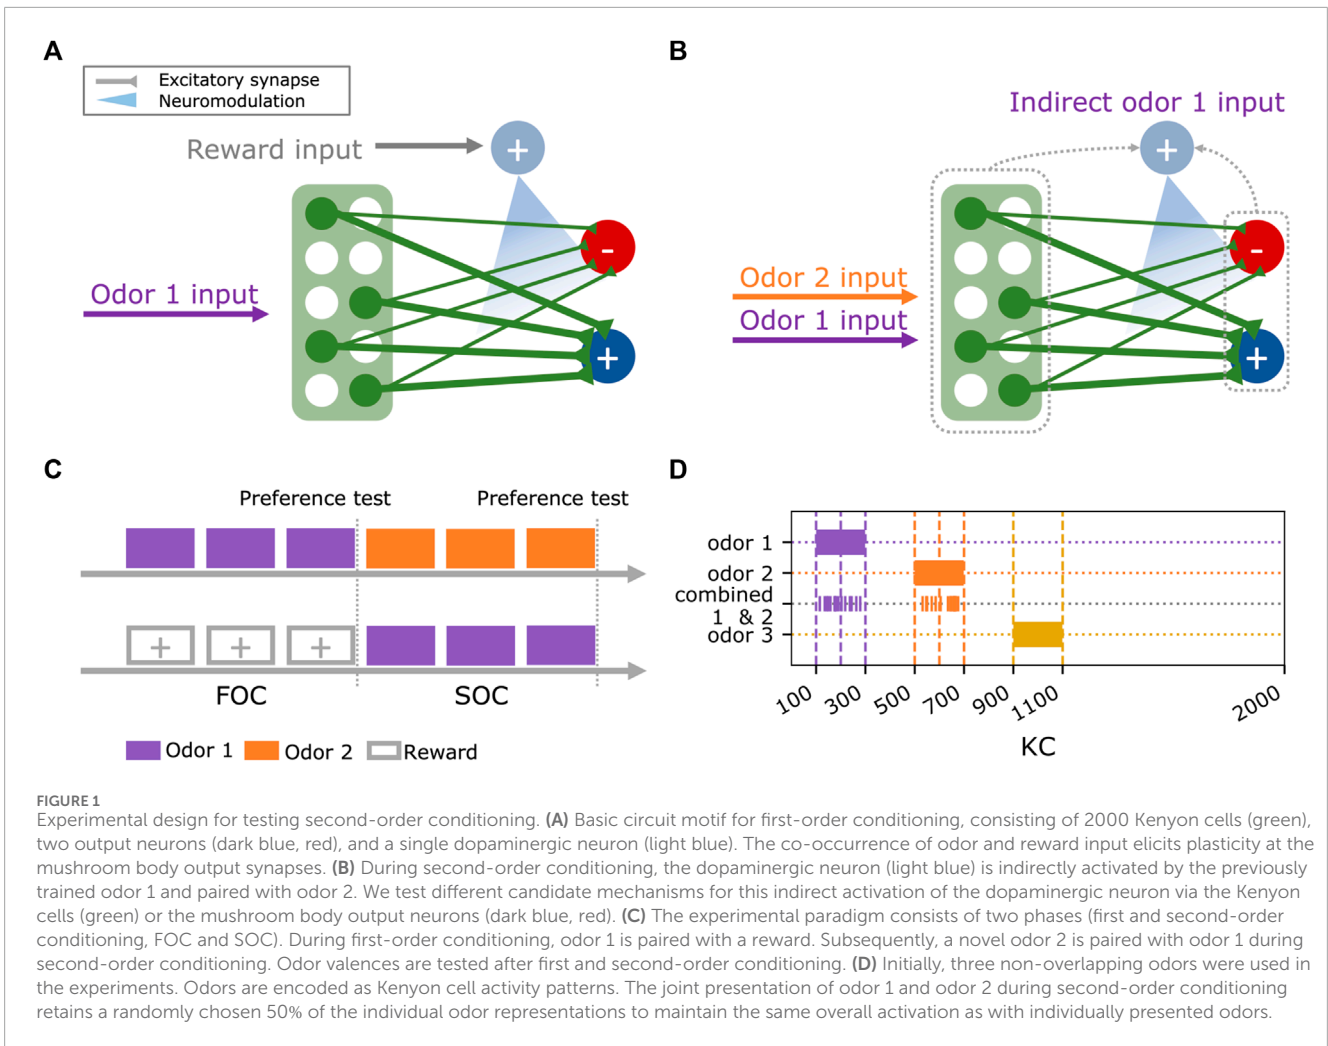 A
Excitatory synapse
Neuromodulation
Reward input
+
-
Odor 1 input
+
B
Indirect odor 1 input
+
-
Odor 2 input
Odor 1 input
+
C
Preference test
Preference test
+
+
+
FOC
SOC
Odor 1
Odor 2
Reward
D
odor 1
odor 2
combined
1 & 2
odor 3
100
300
500
700
900
1100
2000
KC
FIGURE 1
Experimental design for testing second-order conditioning. (A) Basic circuit motif for first-order conditioning, consisting of 2000 Kenyon cells (green),
two output neurons (dark blue, red), and a single dopaminergic neuron (light blue). The co-occurrence of odor and reward input elicits plasticity at the
mushroom body output synapses. (B) During second-order conditioning, the dopaminergic neuron (light blue) is indirectly activated by the previously
trained odor 1 and paired with odor 2. We test different candidate mechanisms for this indirect activation of the dopaminergic neuron via the Kenyon
cells (green) or the mushroom body output neurons (dark blue, red). (C) The experimental paradigm consists of two phases (first and second-order
conditioning, FOC and SOC). During first-order conditioning, odor 1 is paired with a reward. Subsequently, a novel odor 2 is paired with odor 1 during
second-order conditioning. Odor valences are tested after first and second-order conditioning. (D) Initially, three non-overlapping odors were used in
the experiments. Odors are encoded as Kenyon cell activity patterns. The joint presentation of odor 1 and odor 2 during second-order conditioning
retains a randomly chosen 50% of the individual odor representations to maintain the same overall activation as with individually presented odors.